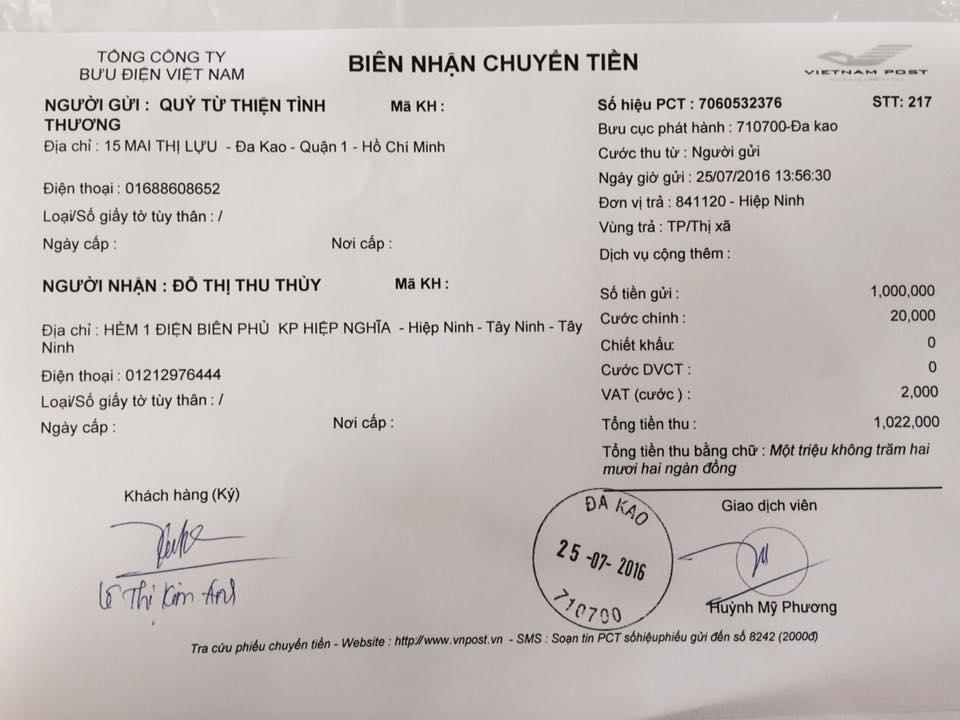 TỔNG CÔNG TY
BƯU ĐIỆN VIỆT NAM
BIÊN NHẬN CHUYỂN TIỀN
VIETNAM POST
NGƯỜI GỬI : QUỸ TỪ THIỆN TÌNH
THƯƠNG
Mã KH :
Địa chỉ : 15 MAI THỊ LỰU - Đa Kao - Quận 1 - Hồ Chí Minh
Điện thoại : 01688608652
Loại/Số giấy tờ tùy thân : /
Ngày cấp :
Nơi cấp :
NGƯỜI NHẬN : ĐỖ THỊ THU THỦY
Mã KH :
Địa chỉ : HẺM 1 ĐIỆN BIÊN PHỦ KP HIỆP NGHĨA - Hiệp Ninh - Tây Ninh - Tây
Ninh
Điện thoại : 01212976444
Loại/Số giấy tờ tùy thân : /
Ngày cấp :
Nơi cấp :
Số hiệu PCT : 7060532376
STT: 217
Bưu cục phát hành : 710700-Đa kao
Cước thu từ : Người gửi
Ngày giờ gửi : 25/07/2016 13:56:30
Đơn vị trả : 841120 - Hiệp Ninh
Vùng trả : TP/Thị xã
Dịch vụ cộng thêm :
Số tiền gửi : 1,000,000
Cước chính : 20,000
Chiết khấu: 0
Cước DVCT : 0
VAT (cước ) : 2,000
Tổng tiền thu : 1,022,000
Tổng tiền thu bằng chữ : Một triệu không trăm hai
mươi hai ngàn đồng
Khách hàng (Ký)
Lê Thị Kim Anh
ĐA KAO
25-07-2016
710700
Giao dịch viên
Huỳnh Mỹ Phương
Tra cứu phiếu chuyển tiền - Website : http://www.vnpost.vn - SMS : Soạn tin PCT sốhiệuphiếu gửi đến số 8242 (2000đ)